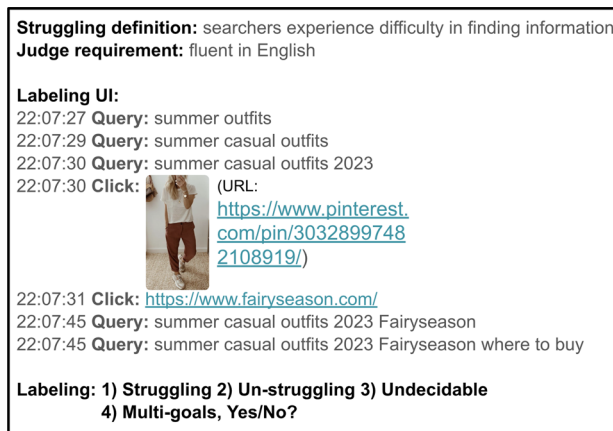 Struggling definition: searchers experience difficulty in finding information
Judge requirement: fluent in English
Labeling UI:
22:07:27 Query: summer outfits
22:07:29 Query: summer casual outfits
22:07:30 Query: summer casual outfits 2023
22:07:30 Click: (URL:
https://www.pinterest.
com/pin/3032899748
2108919/)
22:07:31 Click: https://www.fairyseason.com/
22:07:45 Query: summer casual outfits 2023 Fairyseason
22:07:45 Query: summer casual outfits 2023 Fairyseason where to buy
Labeling: 1) Struggling 2) Un-struggling 3) Undecidable
4) Multi-goals, Yes/No?